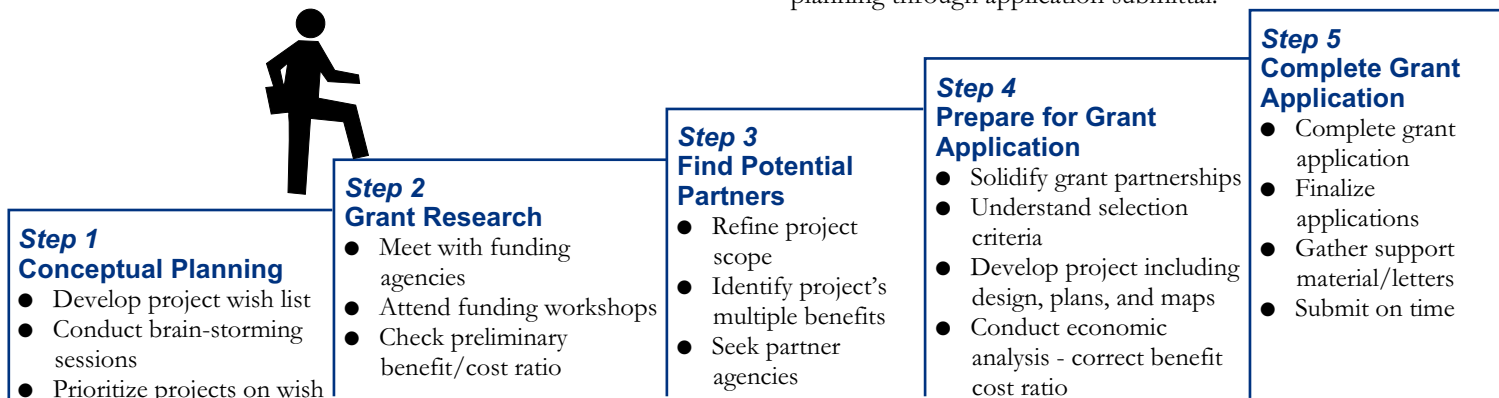 planning through application submittal.
Step 1
Conceptual Planning
● Develop project wish list
● Conduct brain-storming
sessions
● Prioritize projects on wish
Step 2
Grant Research
● Meet with funding
agencies
● Attend funding workshops
● Check preliminary
benefit/cost ratio
Step 3
Find Potential
Partners
● Refine project
scope
● Identify project's
multiple benefits
● Seek partner
agencies
Step 4
Prepare for Grant
Application
● Solidify grant partnerships
● Understand selection
criteria
● Develop project including
design, plans, and maps
● Conduct economic
analysis - correct benefit
cost ratio
Step 5
Complete Grant
Application
● Complete grant
application
● Finalize
applications
● Gather support
material/letters
● Submit on time